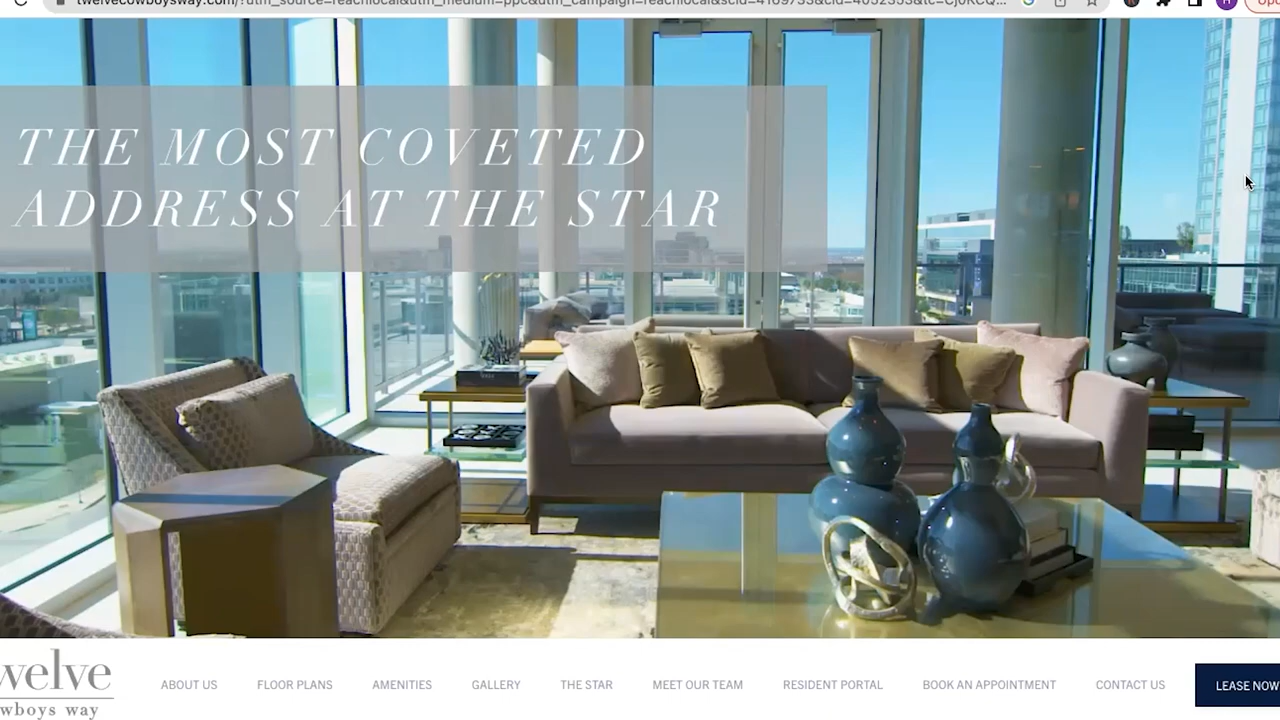 THE MOST COVETED
ADDRESS AT THE STAR
welve
wboys way
ABOUT US FLOOR PLANS AMENITIES GALLERY THE STAR MEET OUR TEAM RESIDENT PORTAL BOOK AN APPOINTMENT CONTACT US LEASE NOW